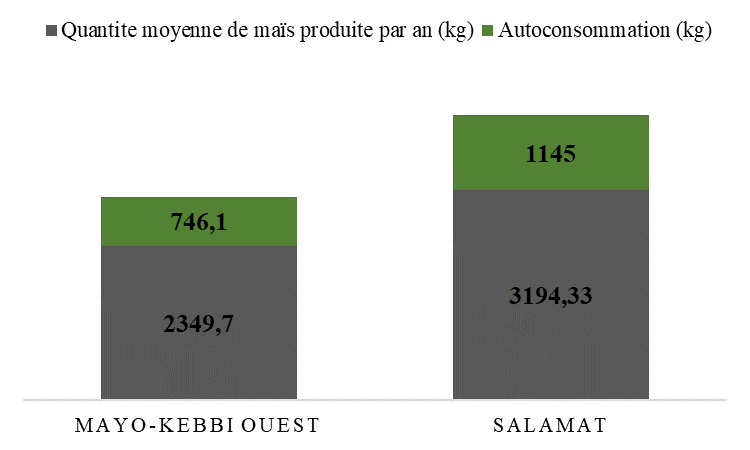 Quantite moyenne de maïs produite par an (kg) Autoconsommation (kg)
1145
746,1
3194,33
2349,7
MAYO-KEBBI OUEST SALAMAT